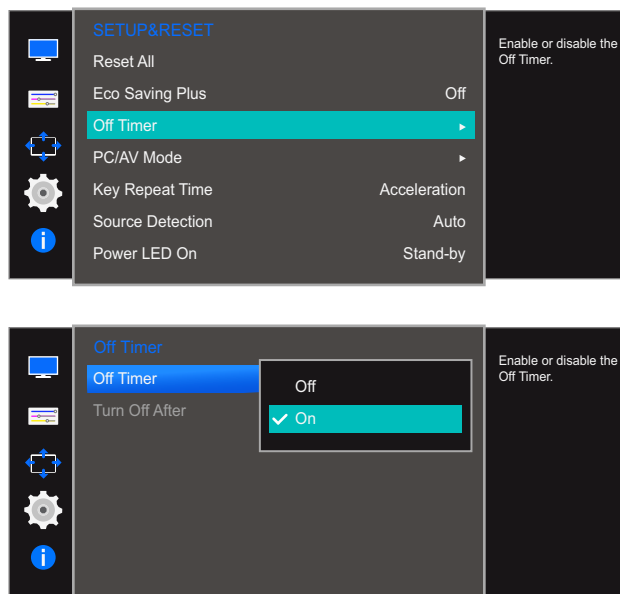 SETUP&RESET
Reset All
Eco Saving Plus Off
Off Timer ▸
PC/AV Mode ▸
Key Repeat Time Acceleration
Source Detection Auto
Power LED On Stand-by
Enable or disable the
Off Timer.
Off Timer
Off Timer
Turn Off After
Off
On
Enable or disable the
Off Timer.